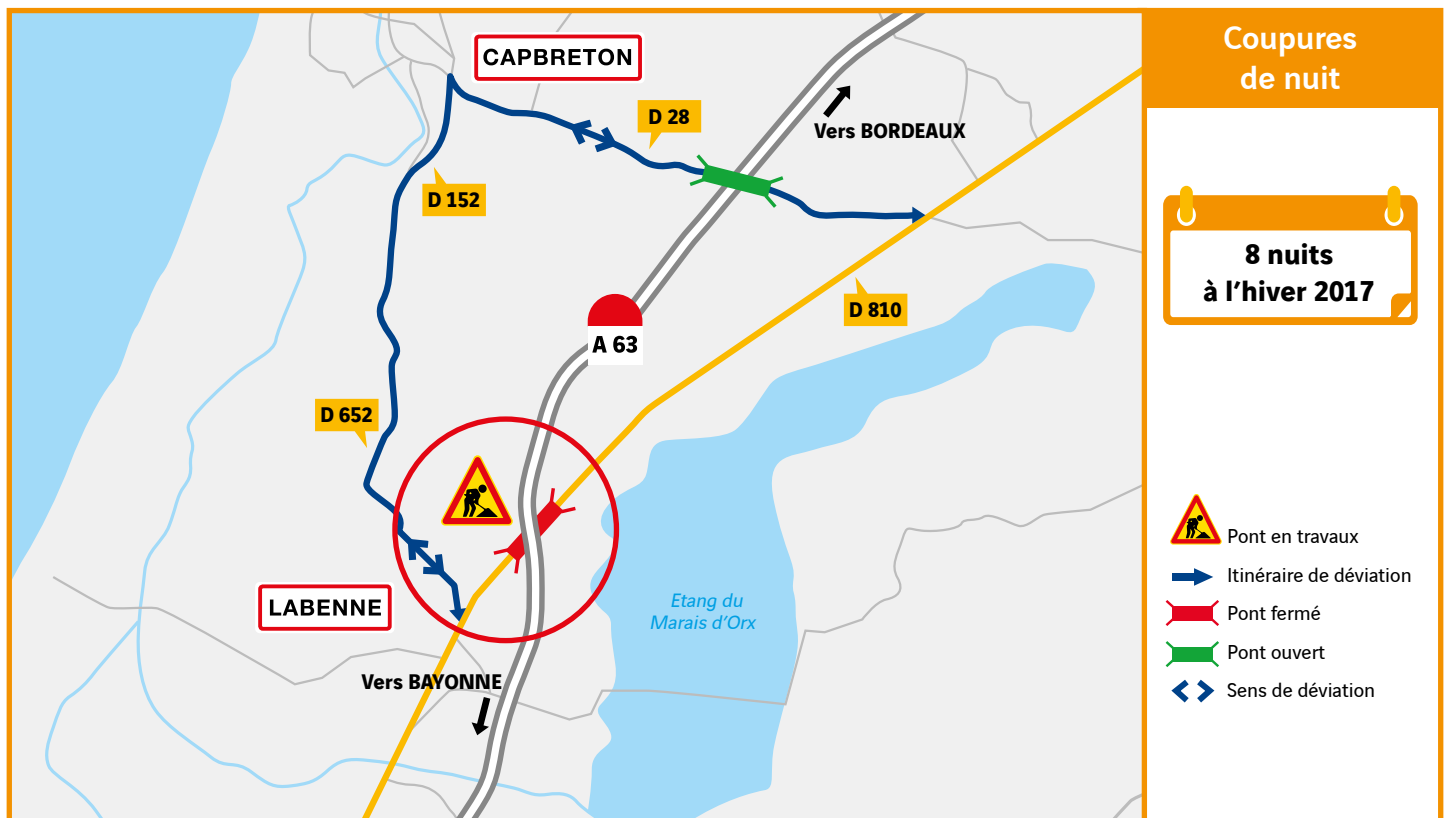 CAPBRETON
D 28
Vers BORDEAUX
D 152
D 810
A 63
D 652
LABENNE
Etang du
Marais d'Orx
Vers BAYONNE
Coupures
de nuit
8 nuits
à l'hiver 2017
Pont en travaux
Itinéraire de déviation
Pont fermé
Pont ouvert
Sens de déviation